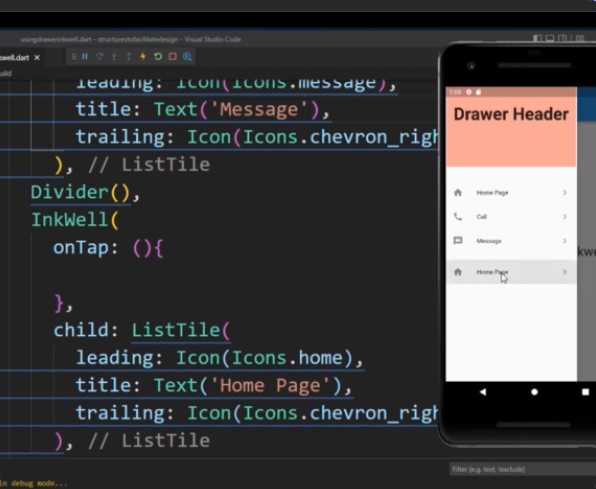 usingdrawerinkwell.dart - structurestofacilitatedesign - Visual Studio Code
kwell.dart
build
leading: Icon(Icons.message),
title: Text('Message'),
trailing: Icon(Icons.chevron_righ
), // ListTile
Divider(),
InkWell(
onTap: (){
},
child: ListTile(
leading: Icon(Icons.home),
title: Text('Home Page'),
trailing: Icon(Icons.chevron_righ
), // ListTile
in debug mode...
Drawer Header
Home Page
Call
Message
Home Page
kwe
Filter (e.g. text, !exclude)